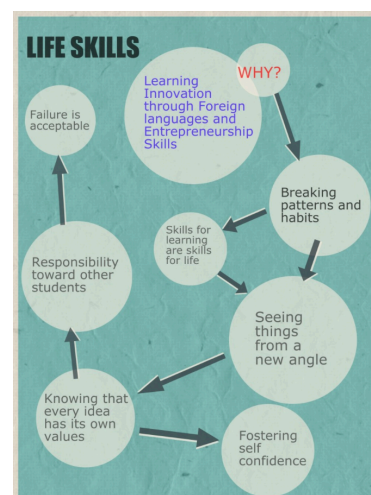 LIFE SKILLS
WHY?
Learning
Innovation
through Foreign
languages and
Entrepreneurship
Skills
Failure is
acceptable
Breaking
patterns and
habits
Skills for
learning
are skills
for life
Responsibility
toward other
students
Seeing
things
from a
new angle
Knowing that
every idea
has its own
values
Fostering
self
confidence